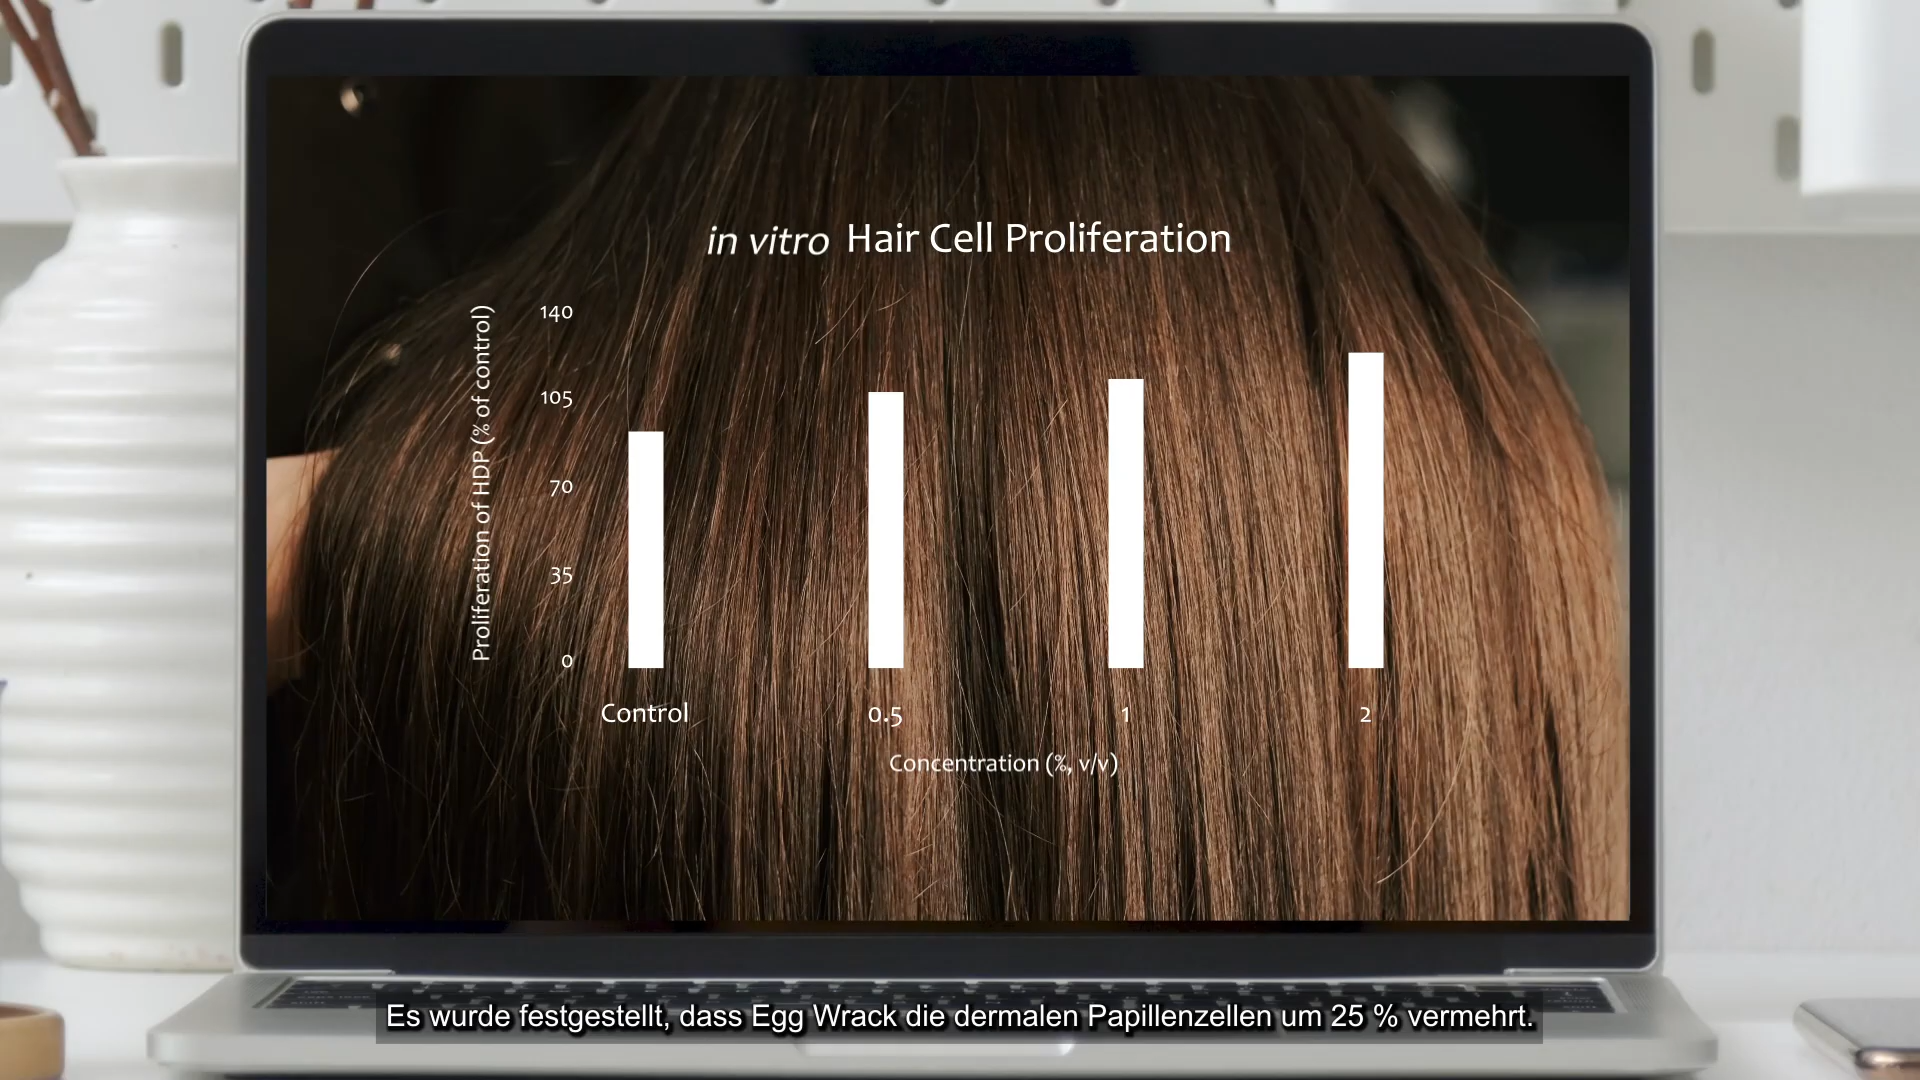 in vitro Hair Cell Proliferation
Proliferation of HDP (% of control)
140
105
70
35
0
Control 0.5 1 2
Concentration (%, v/v)
Es wurde festgestellt, dass Egg Wrack die dermalen Papillenzellen um 25 % vermehrt.